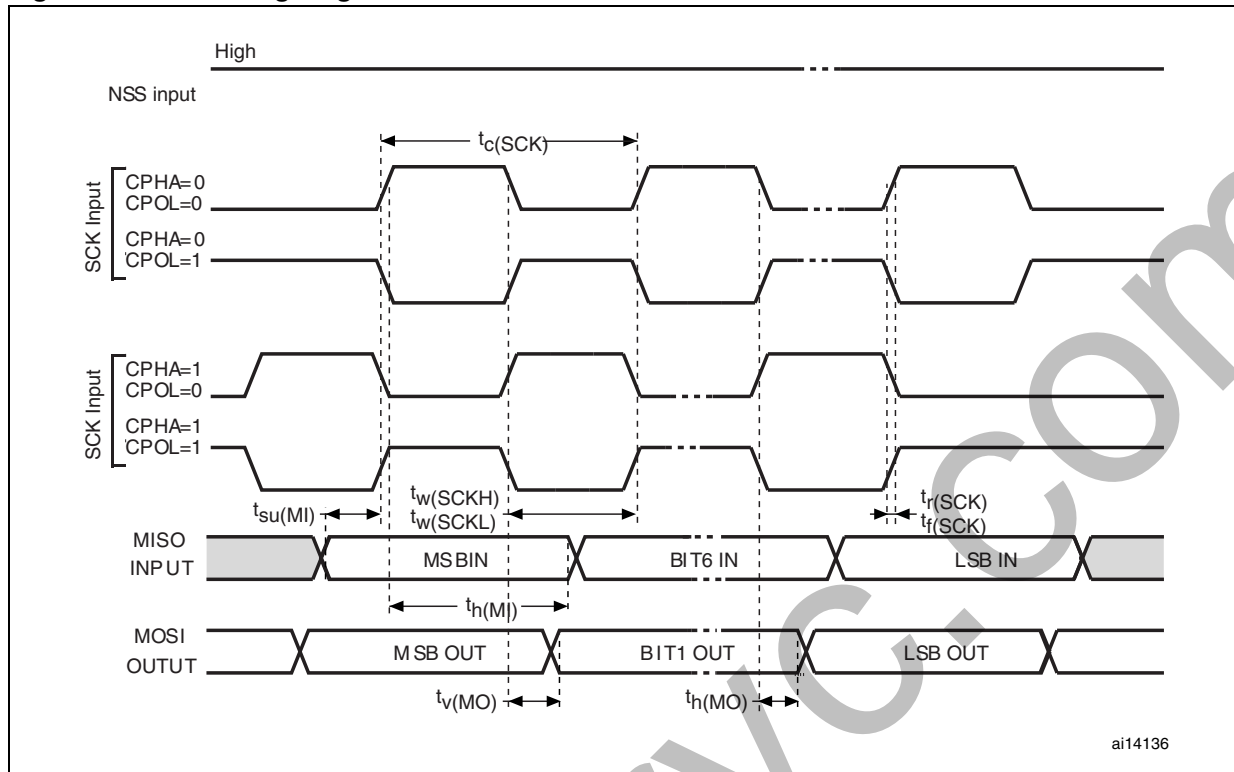 High
NSS input
tc(SCK)
SCK Input
CPHA=0
CPOL=0
CPHA=0
CPOL=1
SCK Input
CPHA=1
CPOL=0
CPHA=1
CPOL=1
tsu(MI)
tw(SCKH)
tw(SCKL)
tr(SCK)
tf(SCK)
MISO
INPUT
MSBIN
BIT6 IN
LSB IN
th(MI)
MOSI
OUTUT
MSB OUT
BIT1 OUT
LSB OUT
tv(MO)
th(MO)
ai14136